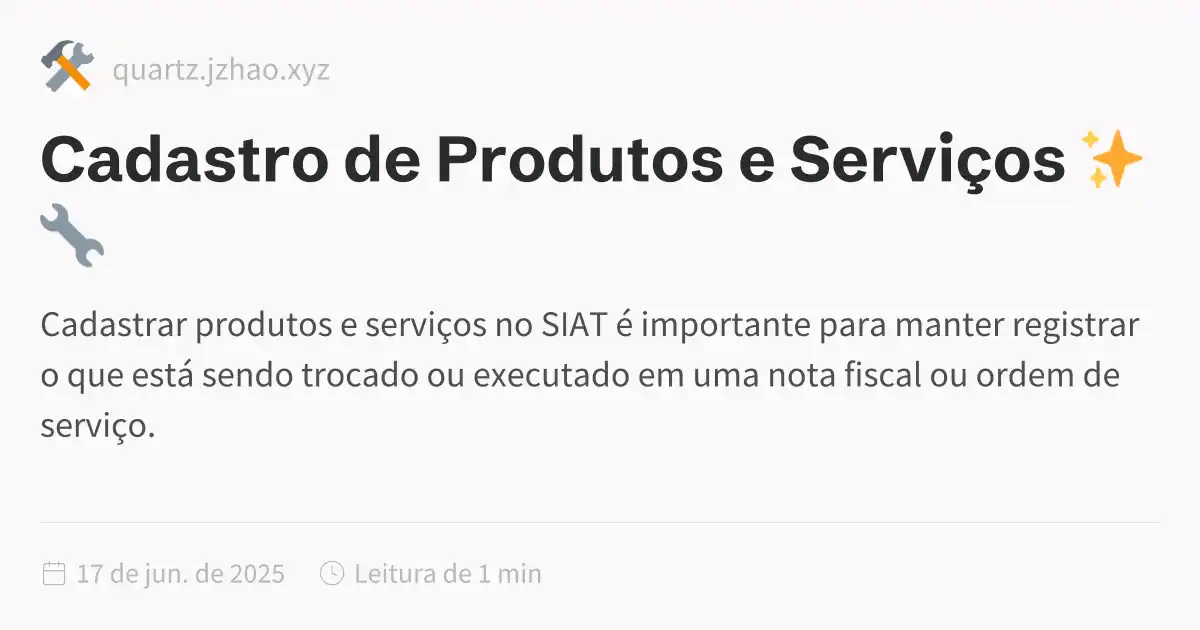 quartz.jzhao.xyz
Cadastro de Produtos e Serviços ✨
🔧
Cadastrar produtos e serviços no SIAT é importante para manter registrar
o que está sendo trocado ou executado em uma nota fiscal ou ordem de
serviço.
17 de jun. de 2025 Leitura de 1 min